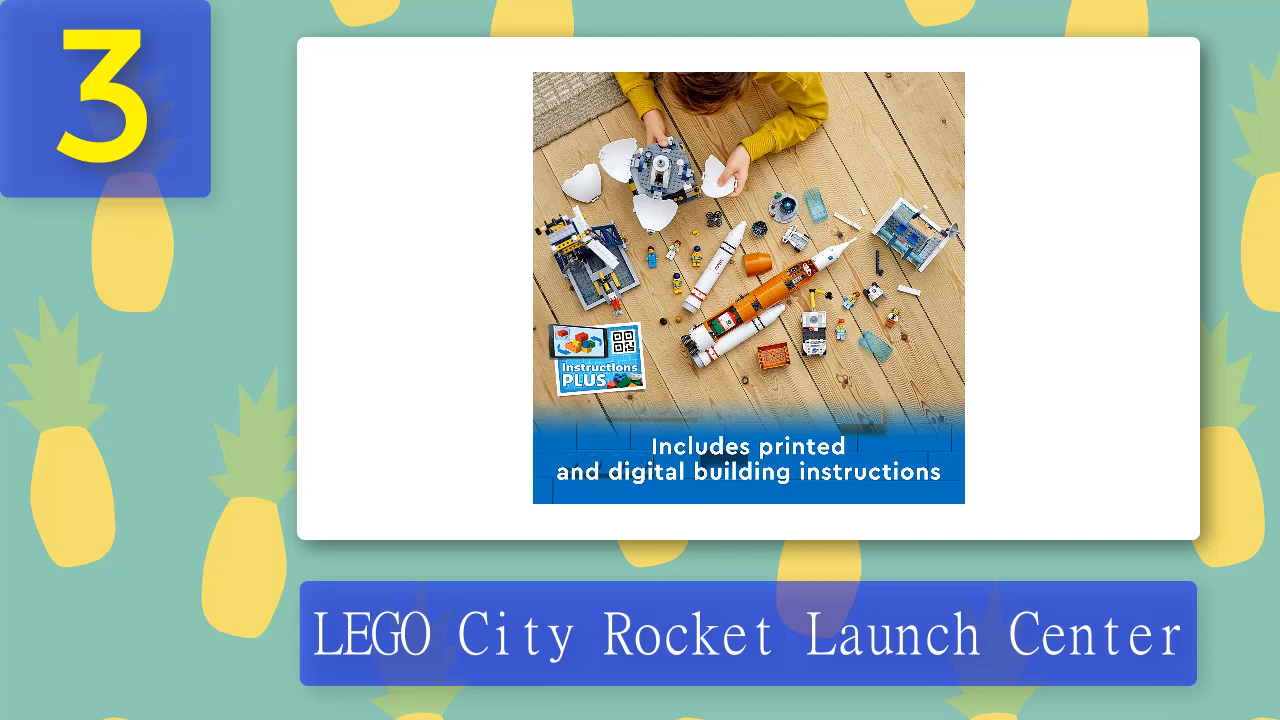 3
instructions
PLUS
Includes printed
and digital building instructions
LEGO City Rocket Launch Center